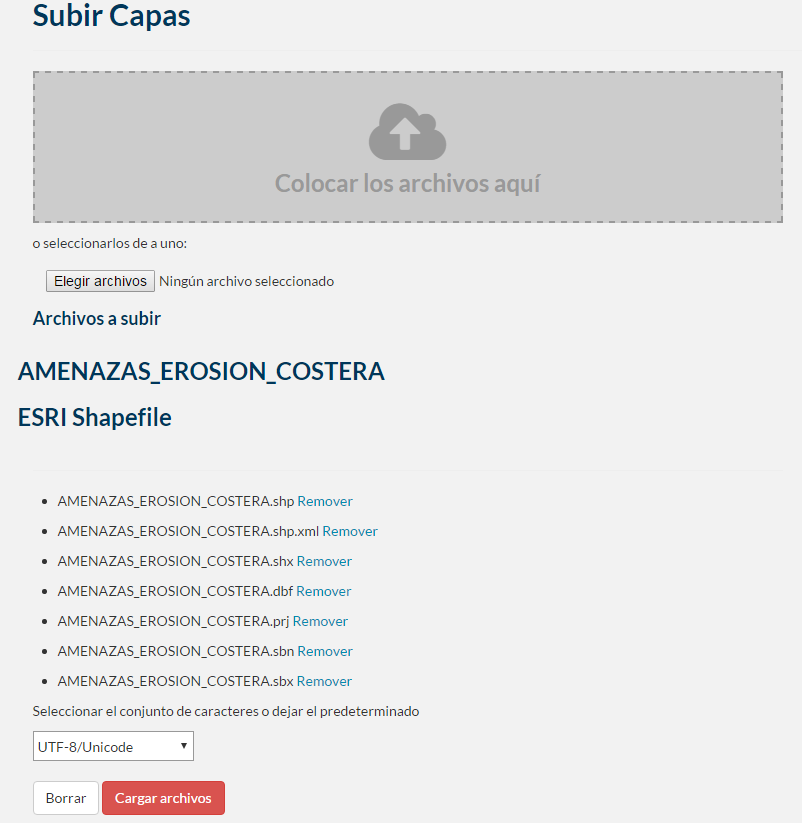 Subir Capas
Colocar los archivos aquí
o seleccionarlos de a uno:
Elegir archivos Ningún archivo seleccionado
Archivos a subir
AMENAZAS_EROSION_COSTERA
ESRI Shapefile
AMENAZAS_EROSION_COSTERA.shp Remover
AMENAZAS_EROSION_COSTERA.shp.xml Remover
AMENAZAS_EROSION_COSTERA.shx Remover
AMENAZAS_EROSION_COSTERA.dbf Remover
AMENAZAS_EROSION_COSTERA.prj Remover
AMENAZAS_EROSION_COSTERA.sbn Remover
AMENAZAS_EROSION_COSTERA.sbx Remover
Seleccionar el conjunto de caracteres o dejar el predeterminado
UTF-8/Unicode
Borrar Cargar archivos